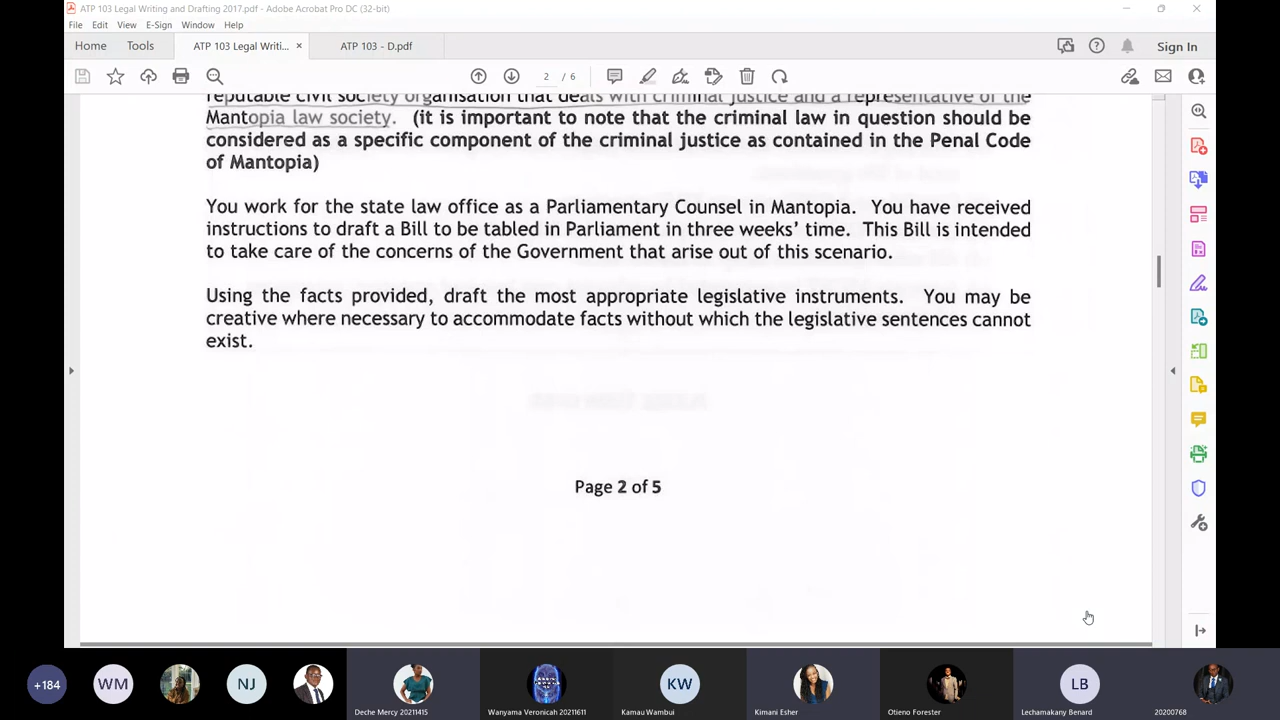 ATP 103 Legal Writing and Drafting 2017.pdf - Adobe Acrobat Pro DC (32-bit)
File Edit View E-Sign Window Help
Home Tools ATP 103 Legal Writi... × ATP 103 - D.pdf Sign In
2 / 6
reputable civil society organisation that deals with criminal justice and a representative of the
Mantopia law society. (it is important to note that the criminal law in question should be
considered as a specific component of the criminal justice as contained in the Penal Code
of Mantopia)
You work for the state law office as a Parliamentary Counsel in Mantopia. You have received
instructions to draft a Bill to be tabled in Parliament in three weeks' time. This Bill is intended
to take care of the concerns of the Government that arise out of this scenario.
Using the facts provided, draft the most appropriate legislative instruments. You may be
creative where necessary to accommodate facts without which the legislative sentences cannot
exist.
Page 2 of 5
+184 WM NJ KW LB
Deche Mercy 20211415 Wanyama Veronicah 20211611 Kamau Wambui Kimani Esher Otieno Forester Lechamakany Benard 20200768